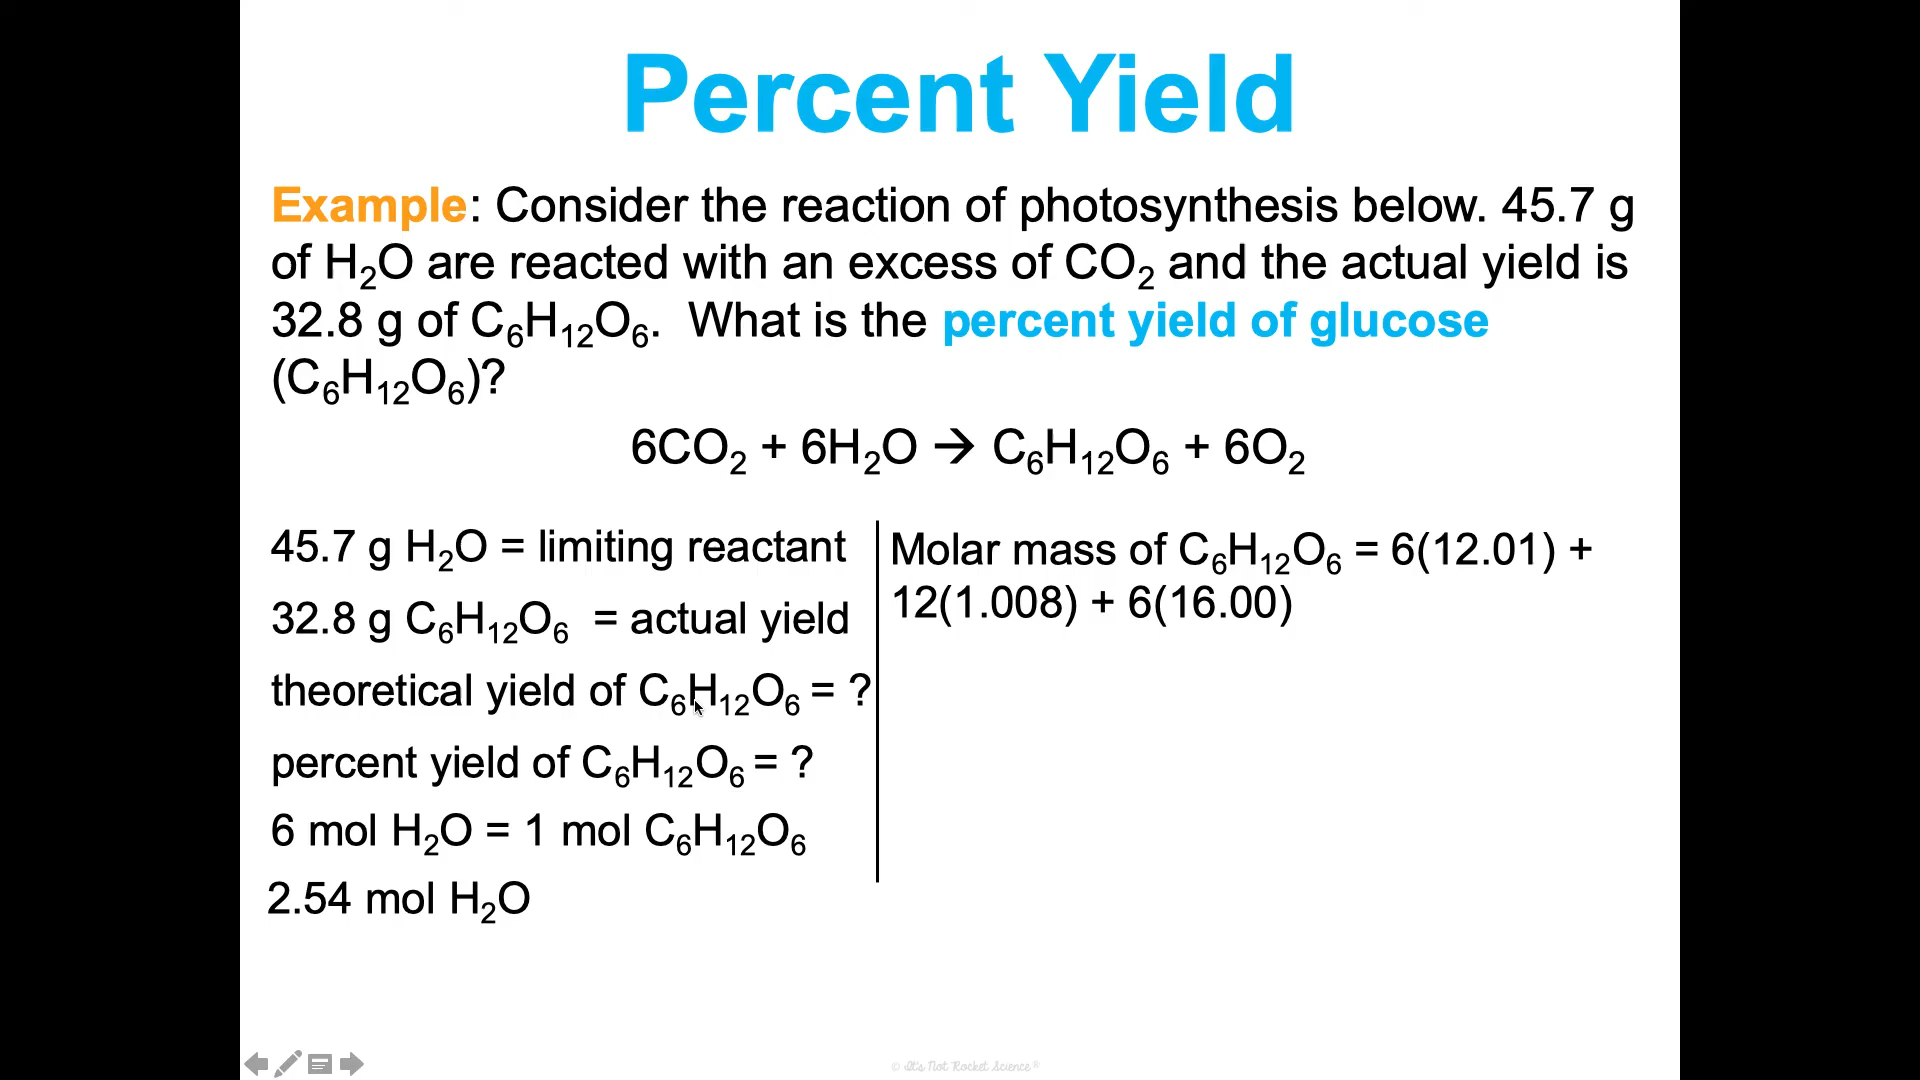 Percent Yield
Example: Consider the reaction of photosynthesis below. 45.7 g
of H₂O are reacted with an excess of CO₂ and the actual yield is
32.8 g of C₆H₁₂O₆. What is the percent yield of glucose
(C₆H₁₂O₆)?
6CO₂ + 6H₂O → C₆H₁₂O₆ + 6O₂
45.7 g H₂O = limiting reactant
32.8 g C₆H₁₂O₆ = actual yield
theoretical yield of C₆H₁₂O₆ = ?
percent yield of C₆H₁₂O₆ = ?
6 mol H₂O = 1 mol C₆H₁₂O₆
2.54 mol H₂O
Molar mass of C₆H₁₂O₆ = 6(12.01) +
12(1.008) + 6(16.00)
© It's Not Rocket Science®